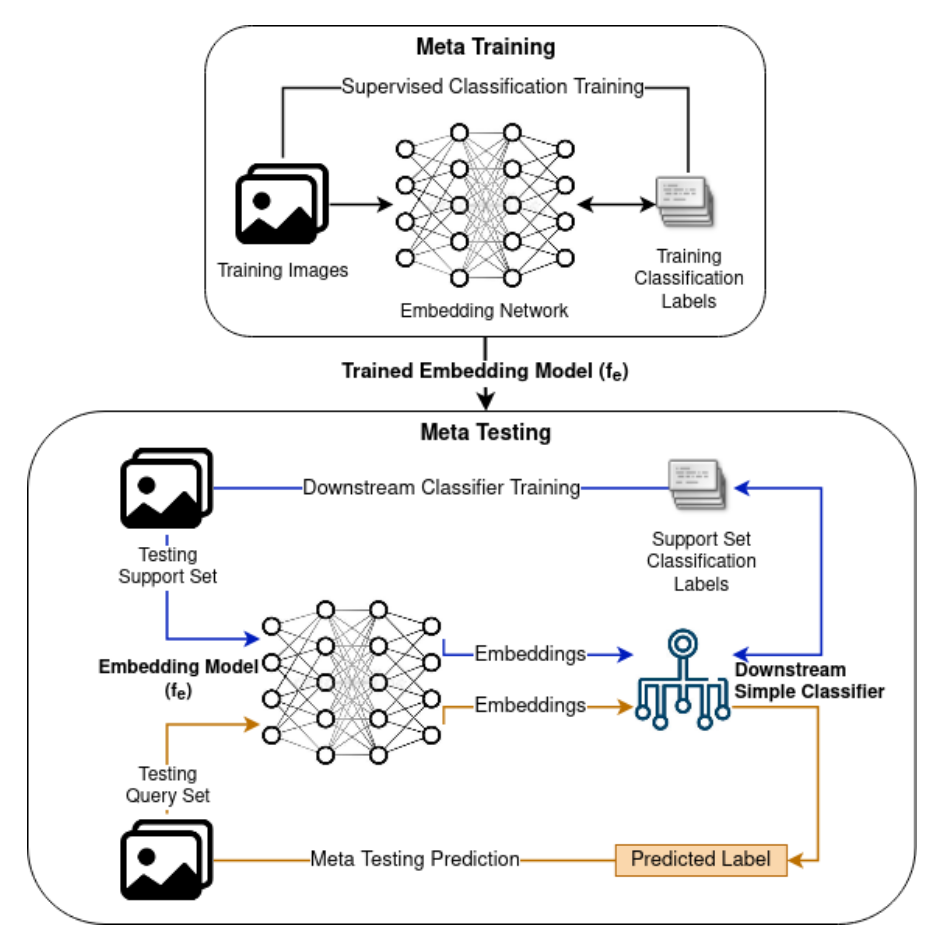 Meta Training
Supervised Classification Training
Training Images
Embedding Network
Training
Classification
Labels
Trained Embedding Model (fe)
Meta Testing
Downstream Classifier Training
Testing
Support Set
Support Set
Classification
Labels
Embedding Model
(fe)
Embeddings
Embeddings
Downstream
Simple Classifier
Testing
Query Set
Meta Testing Prediction
Predicted Label